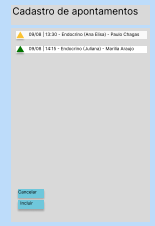 Cadastro de apontamentos
09/08 | 13:30 - Endocrino (Ana Elisa) - Paulo Chagas
09/08 | 14:15 - Endocrino (Juliana) - Marilia Araujo
Cancelar
Incluir